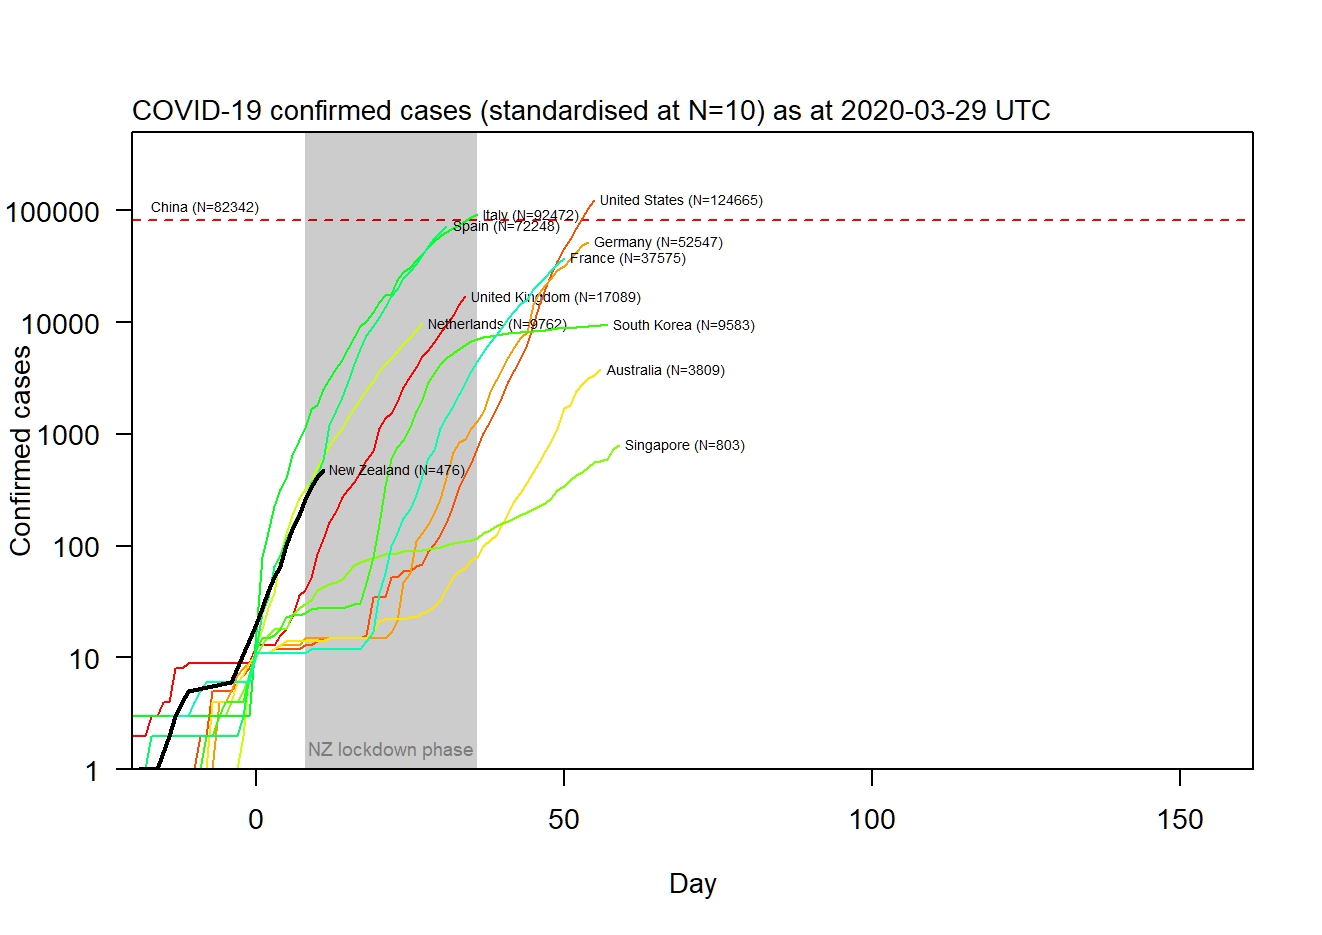 COVID-19 confirmed cases (standardised at N=10) as at 2020-03-29 UTC
Confirmed cases
100000
10000
1000
100
10
1
China (N=82342)
United States (N=124665)
Italy (N=92472)
Spain (N=72248)
Germany (N=52547)
France (N=37575)
United Kingdom (N=17089)
Netherlands (N=9762)
South Korea (N=9583)
Australia (N=3809)
Singapore (N=803)
New Zealand (N=476)
NZ lockdown phase
0 50 100 150
Day